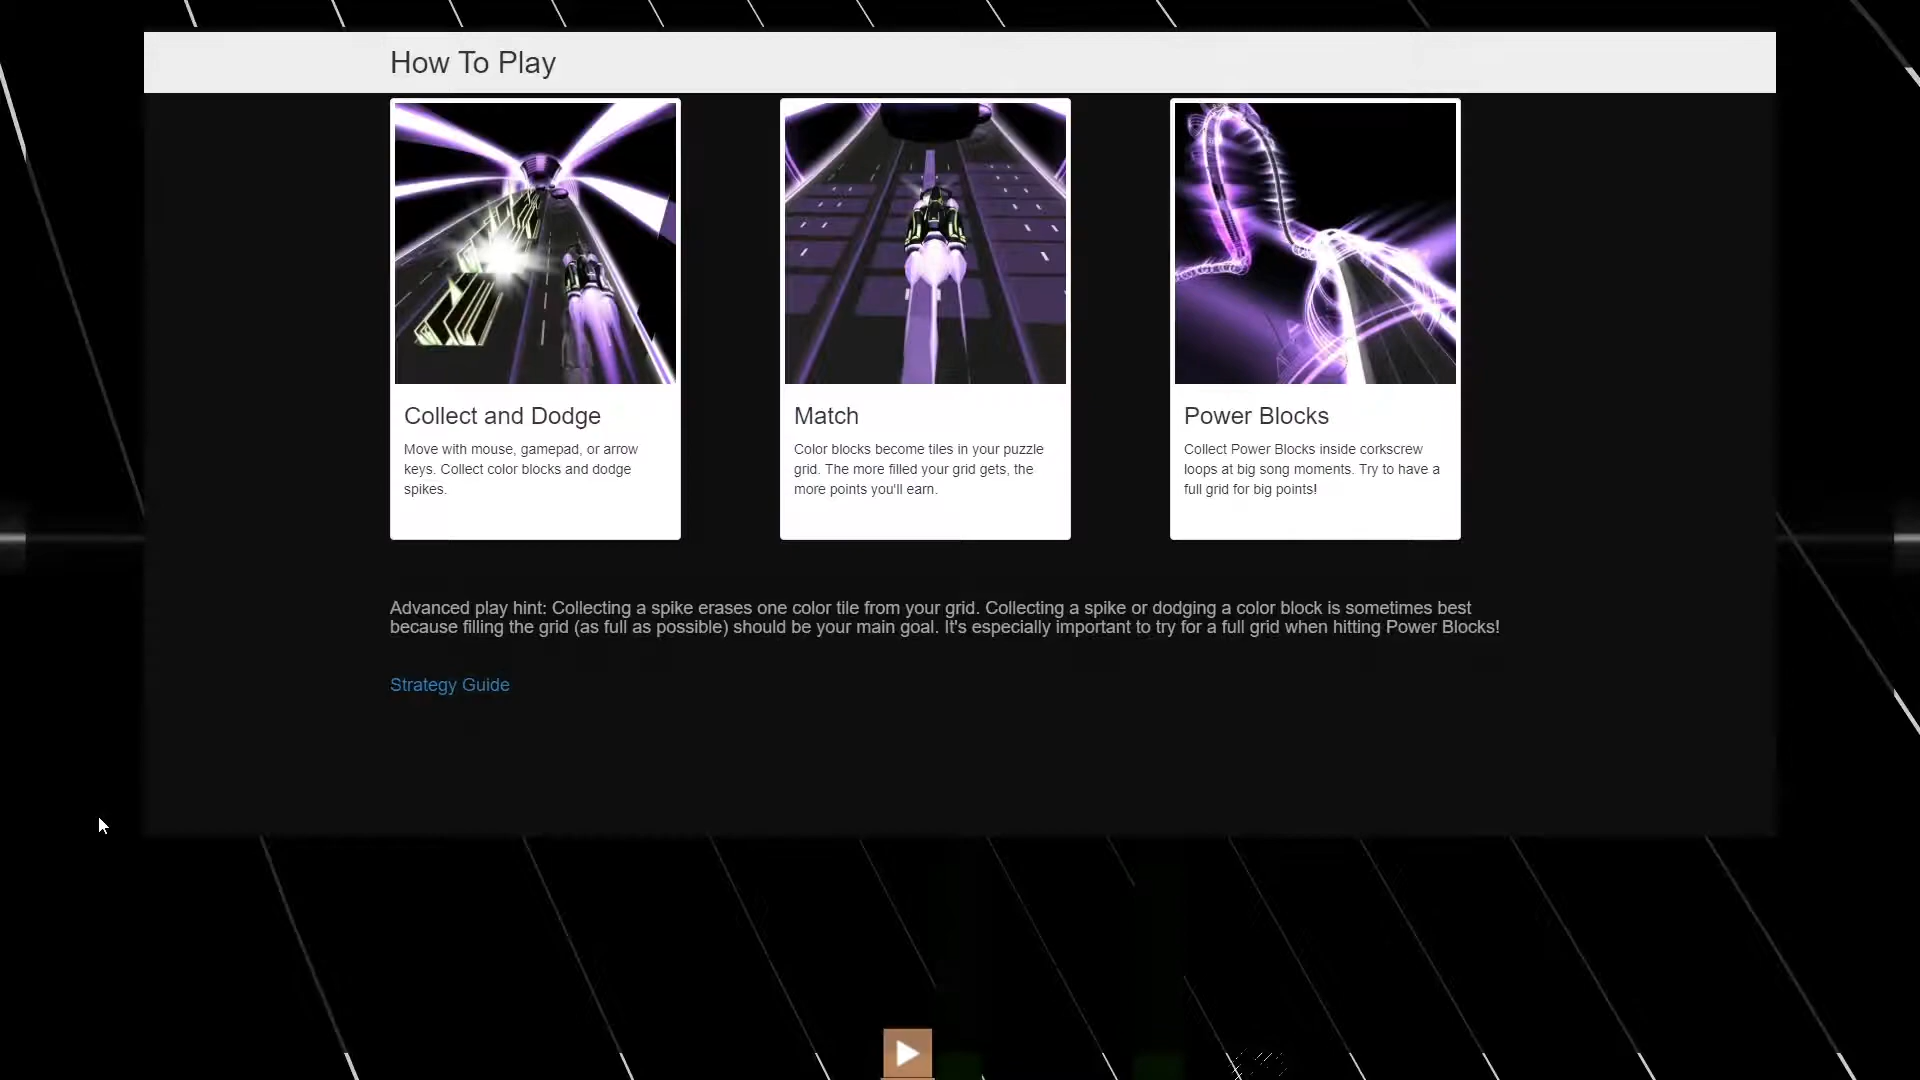 How To Play
Collect and Dodge
Move with mouse, gamepad, or arrow
keys. Collect color blocks and dodge
spikes.
Match
Color blocks become tiles in your puzzle
grid. The more filled your grid gets, the
more points you'll earn.
Power Blocks
Collect Power Blocks inside corkscrew
loops at big song moments. Try to have a
full grid for big points!
Advanced play hint: Collecting a spike erases one color tile from your grid. Collecting a spike or dodging a color block is sometimes best
because filling the grid (as full as possible) should be your main goal. It's especially important to try for a full grid when hitting Power Blocks!
Strategy Guide